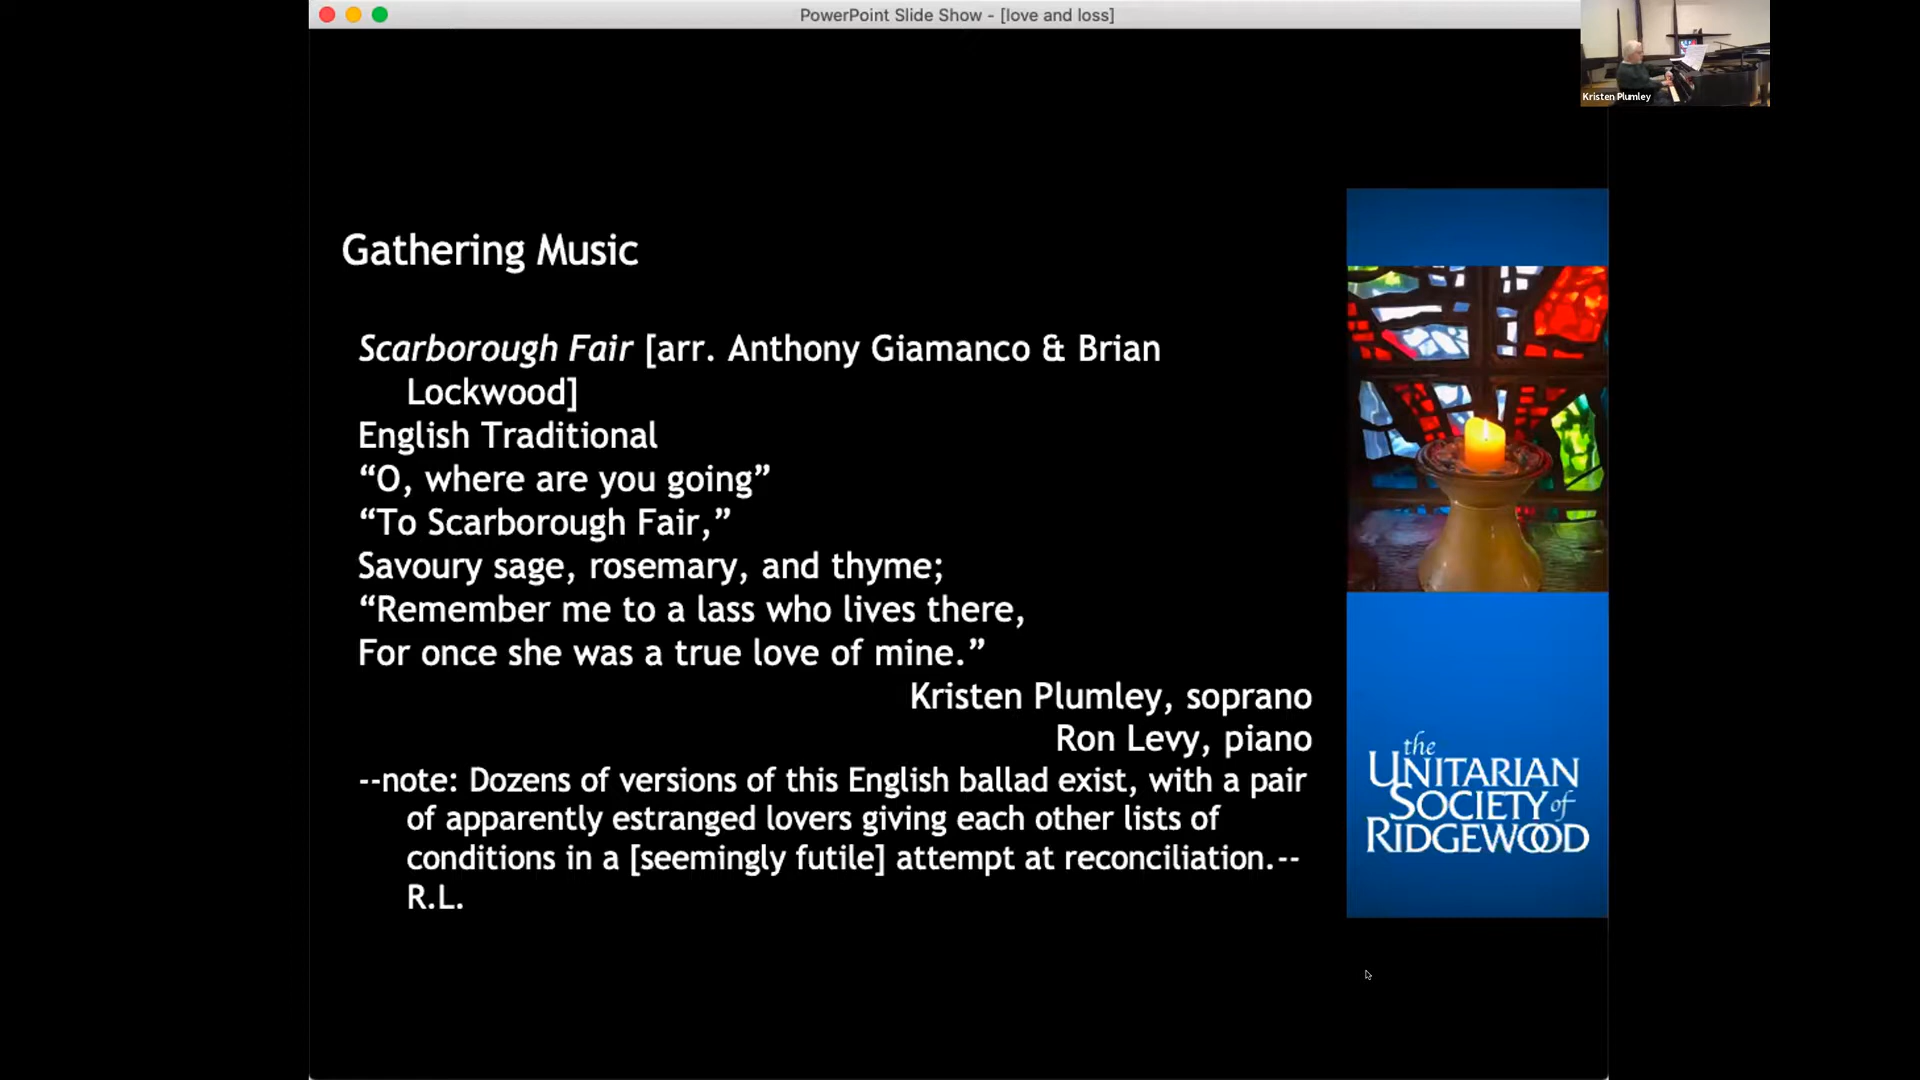 PowerPoint Slide Show - [love and loss]
Kristen Plumley
Gathering Music
Scarborough Fair [arr. Anthony Giamanco & Brian
Lockwood]
English Traditional
“O, where are you going”
“To Scarborough Fair,”
Savoury sage, rosemary, and thyme;
“Remember me to a lass who lives there,
For once she was a true love of mine.”
Kristen Plumley, soprano
Ron Levy, piano
--note: Dozens of versions of this English ballad exist, with a pair
of apparently estranged lovers giving each other lists of
conditions in a [seemingly futile] attempt at reconciliation.--
R.L.
the
UNITARIAN
SOCIETY of
RIDGEWOOD